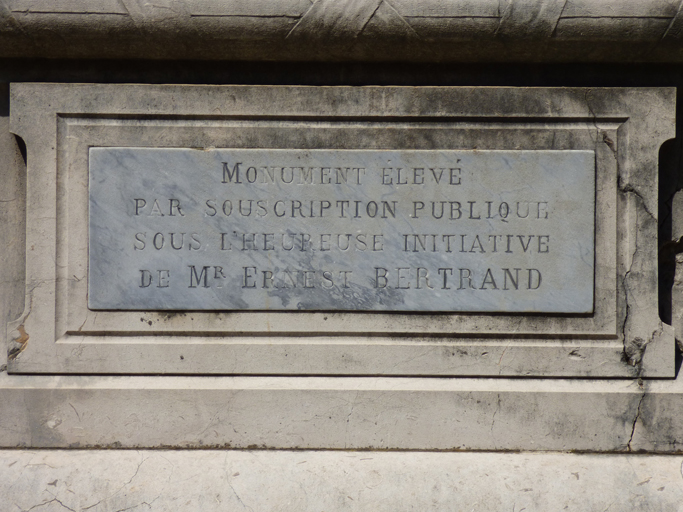 MONUMENT ÉLEVÉ
PAR SOUSCRIPTION PUBLIQUE
SOUS L'HEUREUSE INITIATIVE
DE MR ERNEST BERTRAND